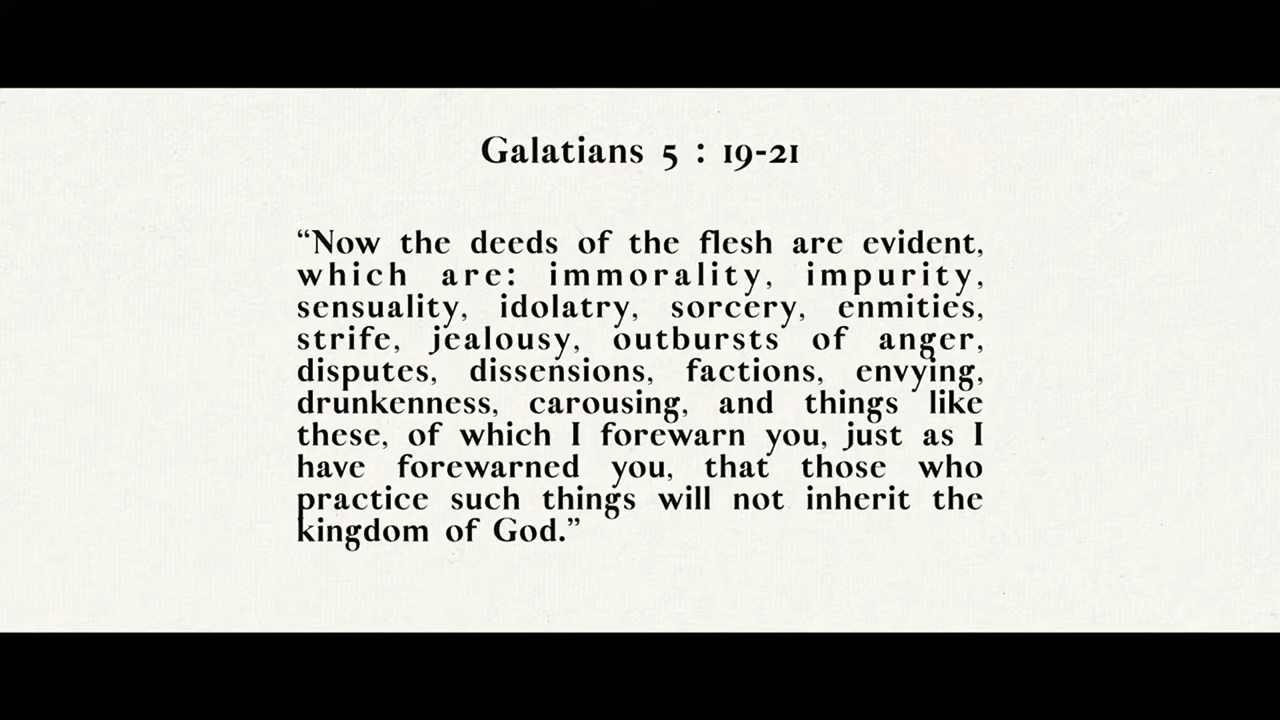 Galatians 5 : 19-21
“Now the deeds of the flesh are evident,
which are: immorality, impurity,
sensuality, idolatry, sorcery, enmities,
strife, jealousy, outbursts of anger,
disputes, dissensions, factions, envying,
drunkenness, carousing, and things like
these, of which I forewarn you, just as I
have forewarned you, that those who
practice such things will not inherit the
kingdom of God.”